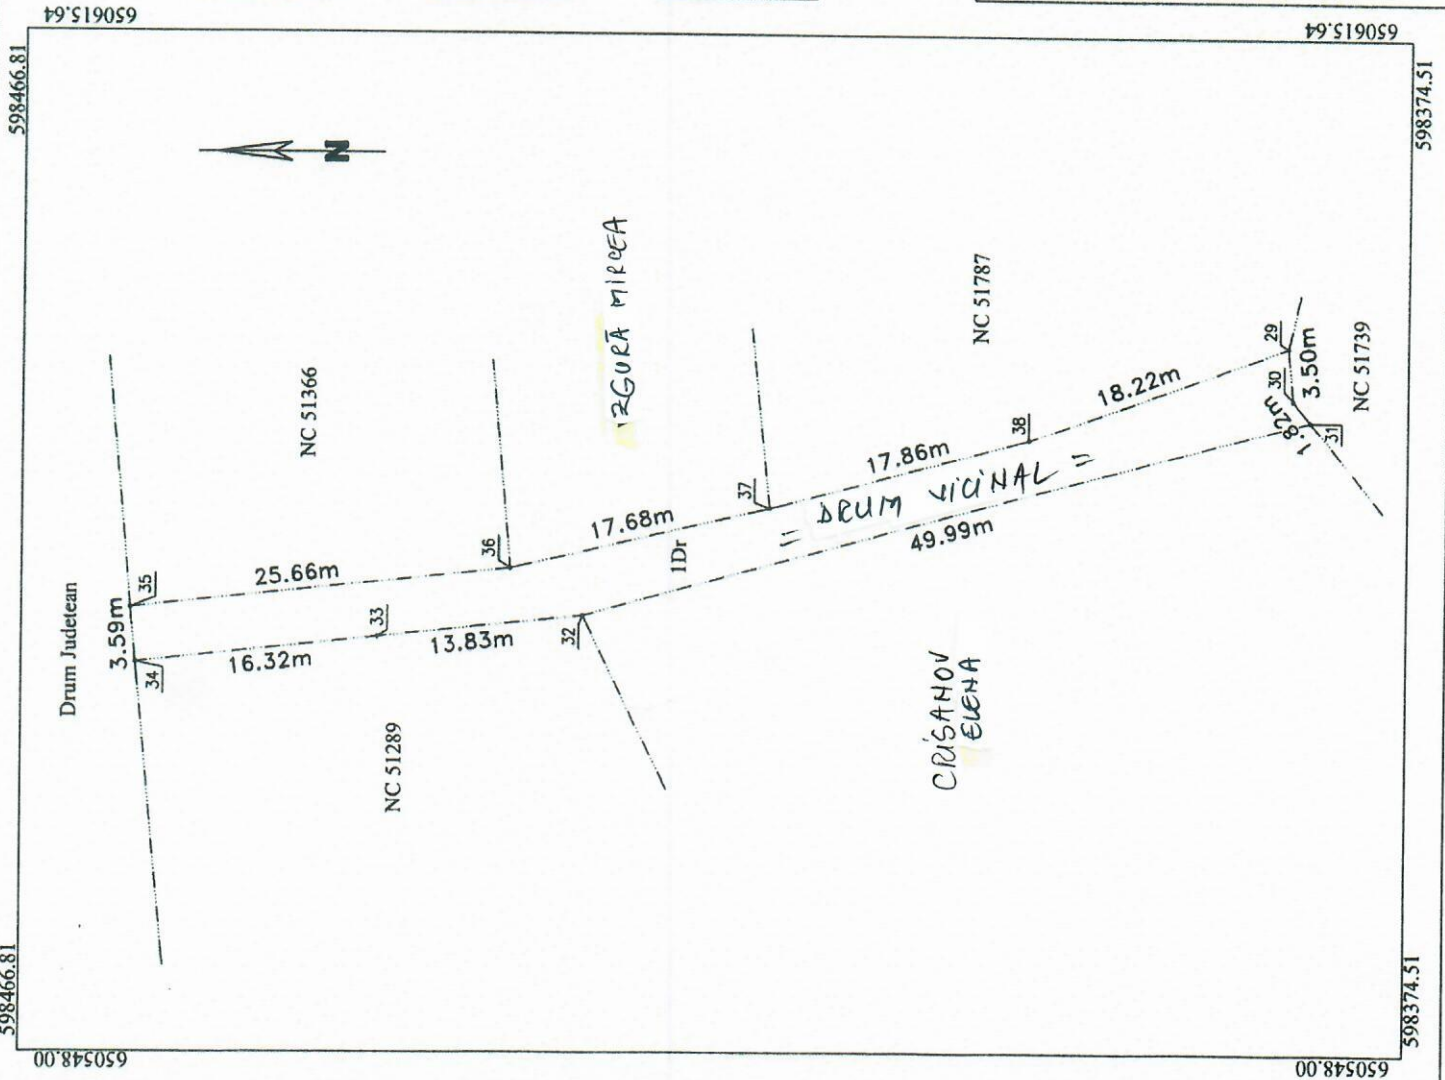 650615.64
650615.64
598466.81
598374.51
N
IZGURĂ MIRCEA
NC 51366
NC 51787
29
3.50m
30
NC 51739
1.82m
31
18.22m
38
17.86m
= DRUM VICINAL =
49.99m
37
17.68m
1Dr
36
25.66m
35
Drum Judetean
3.59m
34
16.32m
33
13.83m
32
NC 51289
CRÎSANOV
ELENA
598466.81
598374.51
650548.00
650548.00